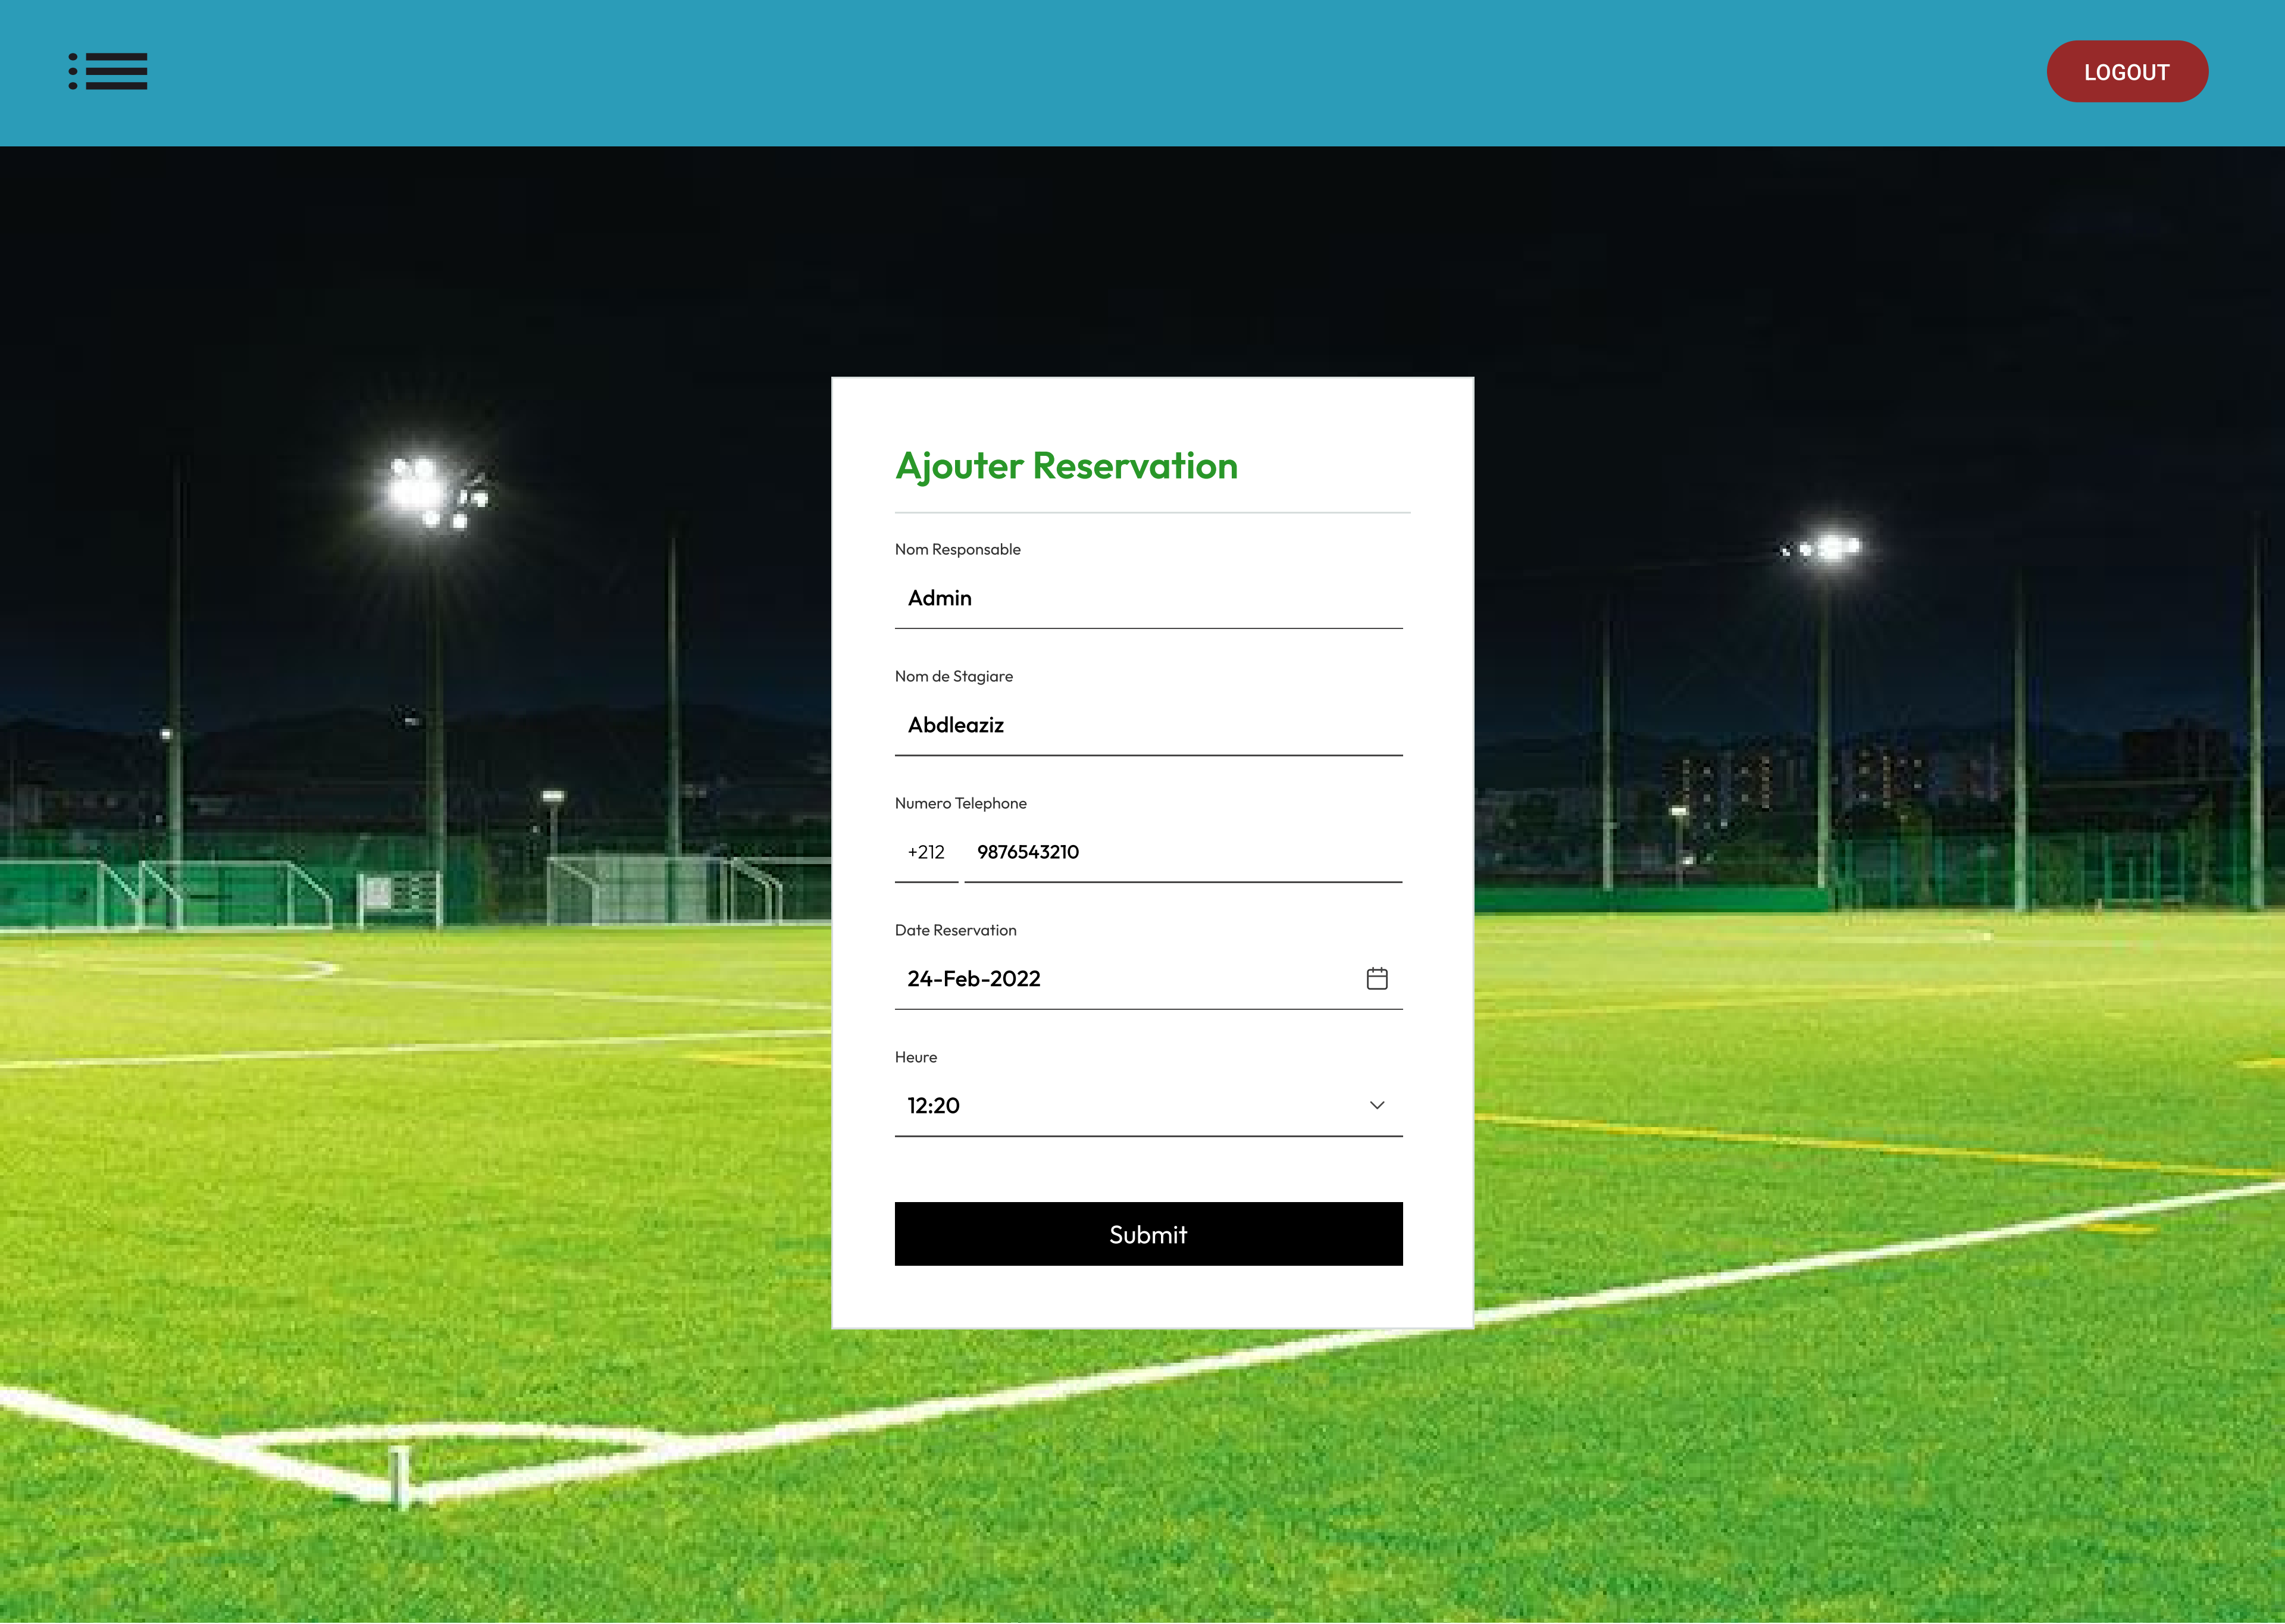 LOGOUT
Ajouter Reservation
Nom Responsable
Admin
Nom de Stagiare
Abdleaziz
Numero Telephone
+212 9876543210
Date Reservation
24-Feb-2022
Heure
12:20
Submit